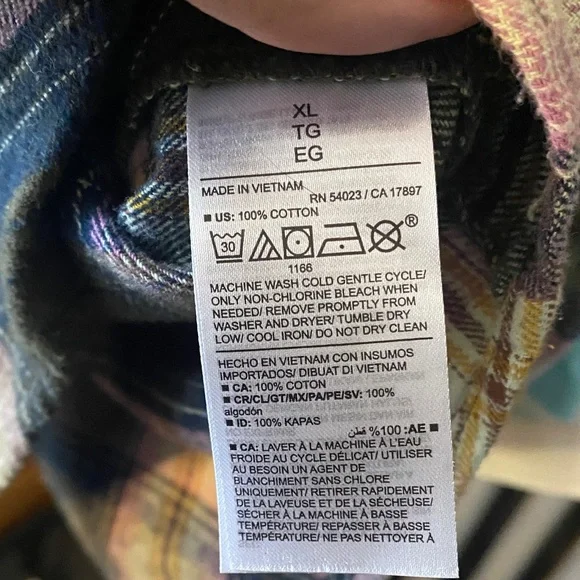 XL
TG
EG
MADE IN VIETNAM
RN 54023 / CA 17897
■ US: 100% COTTON
30
®
1166
MACHINE WASH COLD GENTLE CYCLE/
ONLY NON-CHLORINE BLEACH WHEN
NEEDED/ REMOVE PROMPTLY FROM
WASHER AND DRYER/ TUMBLE DRY
LOW/ COOL IRON/ DO NOT DRY CLEAN
HECHO EN VIETNAM CON INSUMOS
IMPORTADOS/ DIBUAT DI VIETNAM
■ CA: 100% COTTON
■ CR/CL/GT/MX/PA/PE/SV: 100%
algodón
■ ID: 100% KAPAS
■ AE: 100% قطن
■ CA: LAVER À LA MACHINE À L'EAU
FROIDE AU CYCLE DÉLICAT/ UTILISER
AU BESOIN UN AGENT DE
BLANCHIMENT SANS CHLORE
UNIQUEMENT/ RETIRER RAPIDEMENT
DE LA LAVEUSE ET DE LA SÉCHEUSE/
SÉCHER À LA MACHINE À BASSE
TEMPÉRATURE/ REPASSER À BASSE
TEMPÉRATURE/ NE PAS NETTOYER À